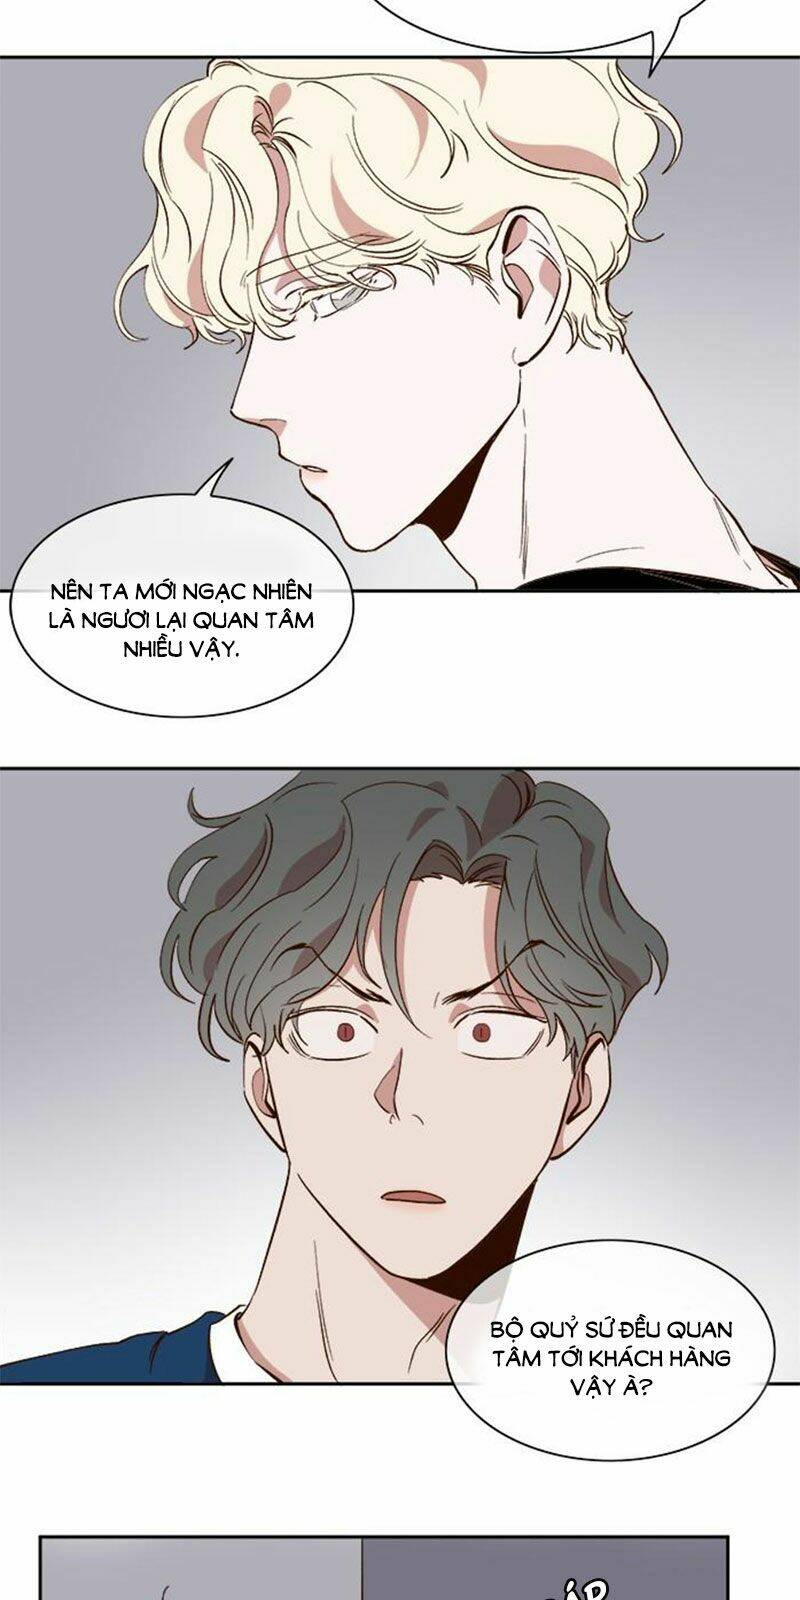 NÊN TA MỚI NGẠC NHIÊN
LÀ NGƯƠI LẠI QUAN TÂM
NHIỀU VẬY.
BỘ QUỶ SỨ ĐỀU QUAN
TÂM TỚI KHÁCH HÀNG
VẬY À?